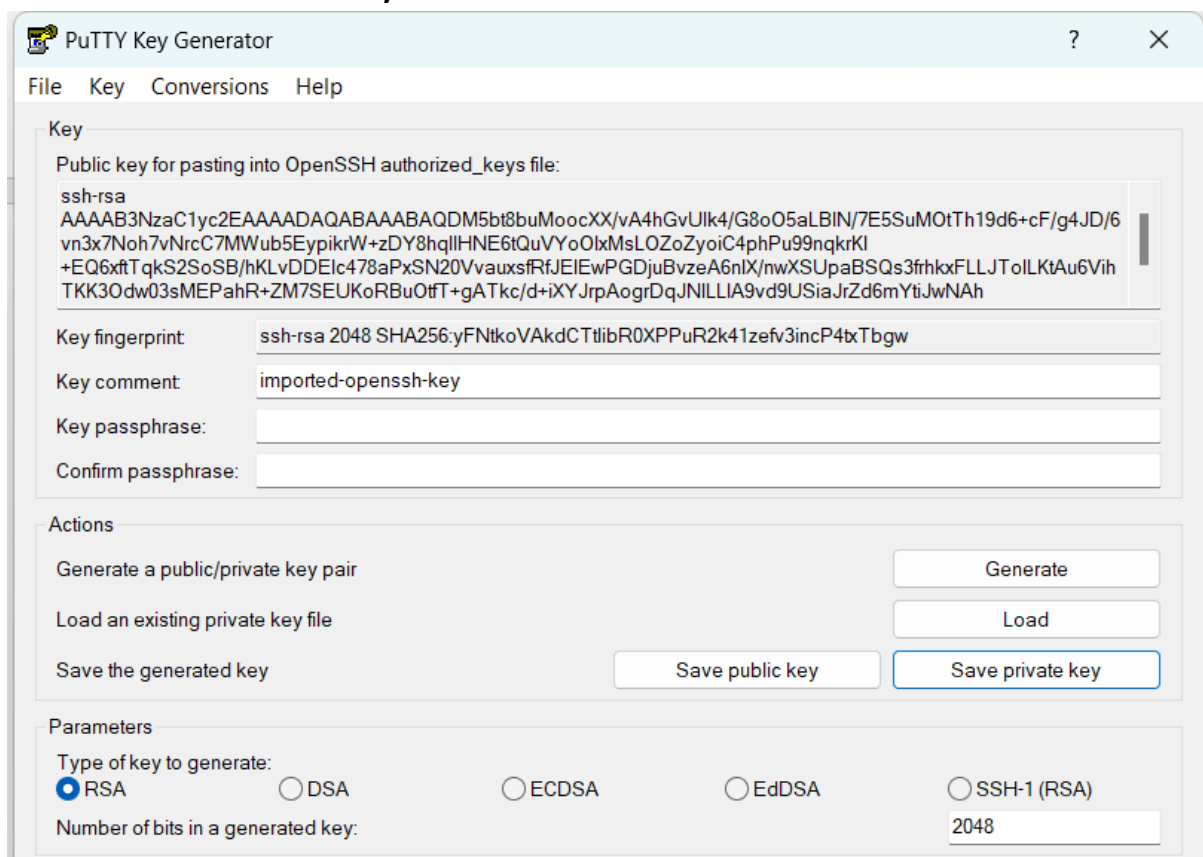 PuTTY Key Generator ? ×
File Key Conversions Help
Key
Public key for pasting into OpenSSH authorized_keys file:
ssh-rsa
AAAAB3NzaC1yc2EAAAADAQABAAABAQDM5bt8buMoocXX/vA4hGvUlk4/G8oO5aLBlN/7E5SuMOtTh19d6+cF/g4JD/6
vn3x7Noh7vNrcC7MWub5EypikrW+zDY8hqIIHNE6tQuVYoOlxMsLOZoZyoiC4phPu99nqkrKI
+EQ6xftTqkS2SoSB/hKLvDDElc478aPxSN20VvauxsfRfJEIEwPGDjuBvzeA6nIX/nwXSUpaBSQs3frhkxFLLJToILKtAu6Vih
TKK3Odw03sMEPahR+ZM7SEUKoRBuOtfT+gATkc/d+iXYJrpAogrDqJNILLIA9vd9USiaJrZd6mYtiJwNAh
Key fingerprint: ssh-rsa 2048 SHA256:yFNtkoVAkdCTtlibR0XPPuR2k41zefv3incP4txTbgw
Key comment: imported-openssh-key
Key passphrase:
Confirm passphrase:
Actions
Generate a public/private key pair Generate
Load an existing private key file Load
Save the generated key Save public key Save private key
Parameters
Type of key to generate:
RSA DSA ECDSA EdDSA SSH-1 (RSA)
Number of bits in a generated key: 2048